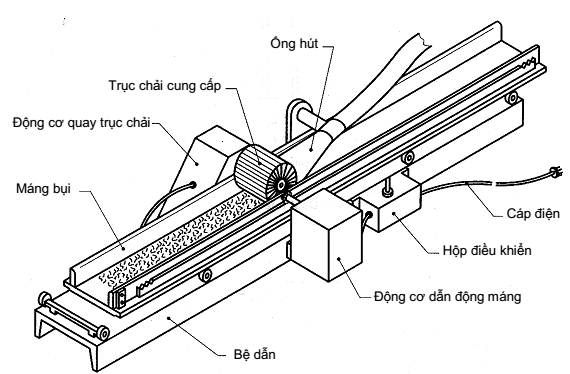 Ống hút
Trục chải cung cấp
Động cơ quay trục chải
Máng bụi
Cáp điện
Hộp điều khiển
Động cơ dẫn động máng
Bệ dẫn